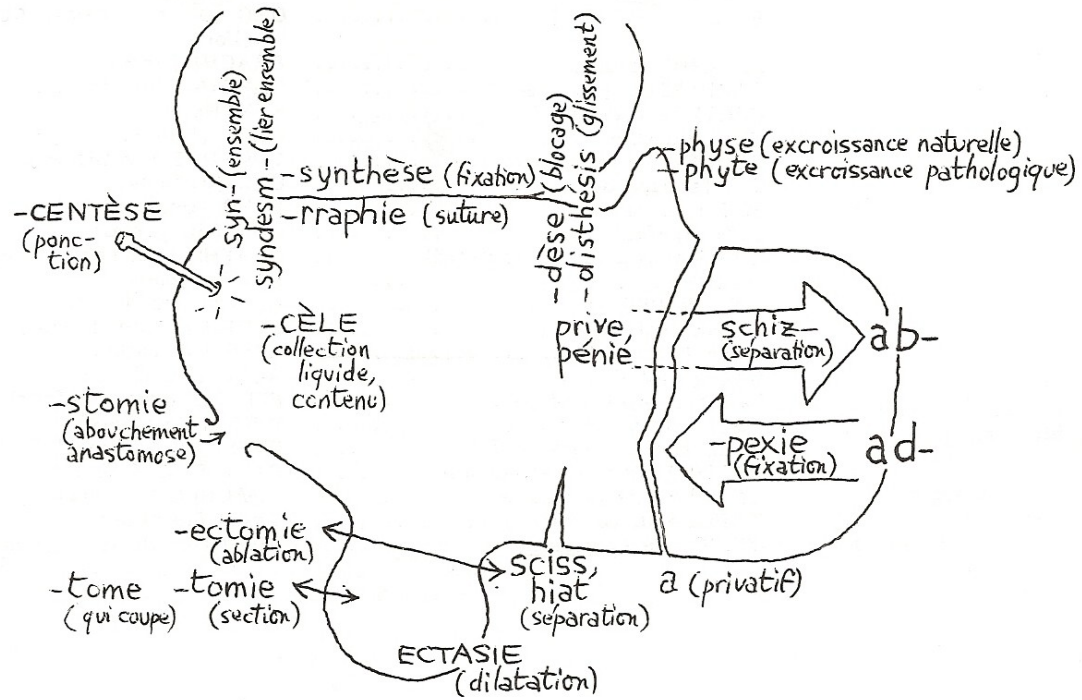 syn- (ensemble)
syndesm- (lier ensemble)
-dèse (blocage)
-disthesis (glissement)
-physe (excroissance naturelle)
-phyte (excroissance pathologique)
-synthèse (fixation)
-rraphie (suture)
-CENTÈSE
(ponc-
tion)
-CÈLE
(collection
liquide,
contenu)
privé,
pénié,
schiz-
(séparation)
ab-
-stomie
(abouchement
anastomose)
-pexie
(fixation)
ad-
-ectomie
(ablation)
sciss,
hiat
(séparation)
a (privatif)
-tome
(qui coupe)
-tomie
(section)
ECTASIE
(dilatation)